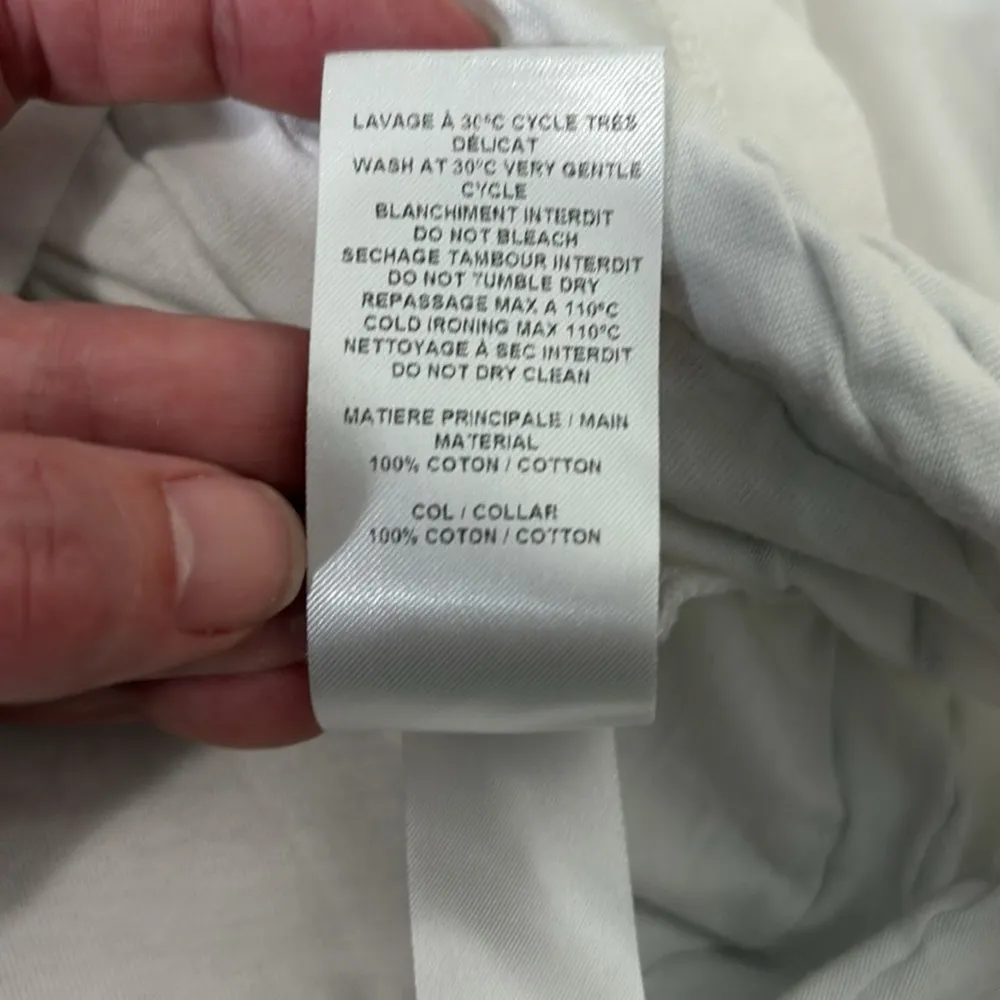 LAVAGE À 30°C CYCLE TRÉS
DÉLICAT
WASH AT 30°C VERY GENTLE
CYCLE
BLANCHIMENT INTERDIT
DO NOT BLEACH
SECHAGE TAMBOUR INTERDIT
DO NOT TUMBLE DRY
REPASSAGE MAX A 110°C
COLD IRONING MAX 110°C
NETTOYAGE À SEC INTERDIT
DO NOT DRY CLEAN
MATIERE PRINCIPALE / MAIN
MATERIAL
100% COTON / COTTON
COL / COLLAR
100% COTON / COTTON